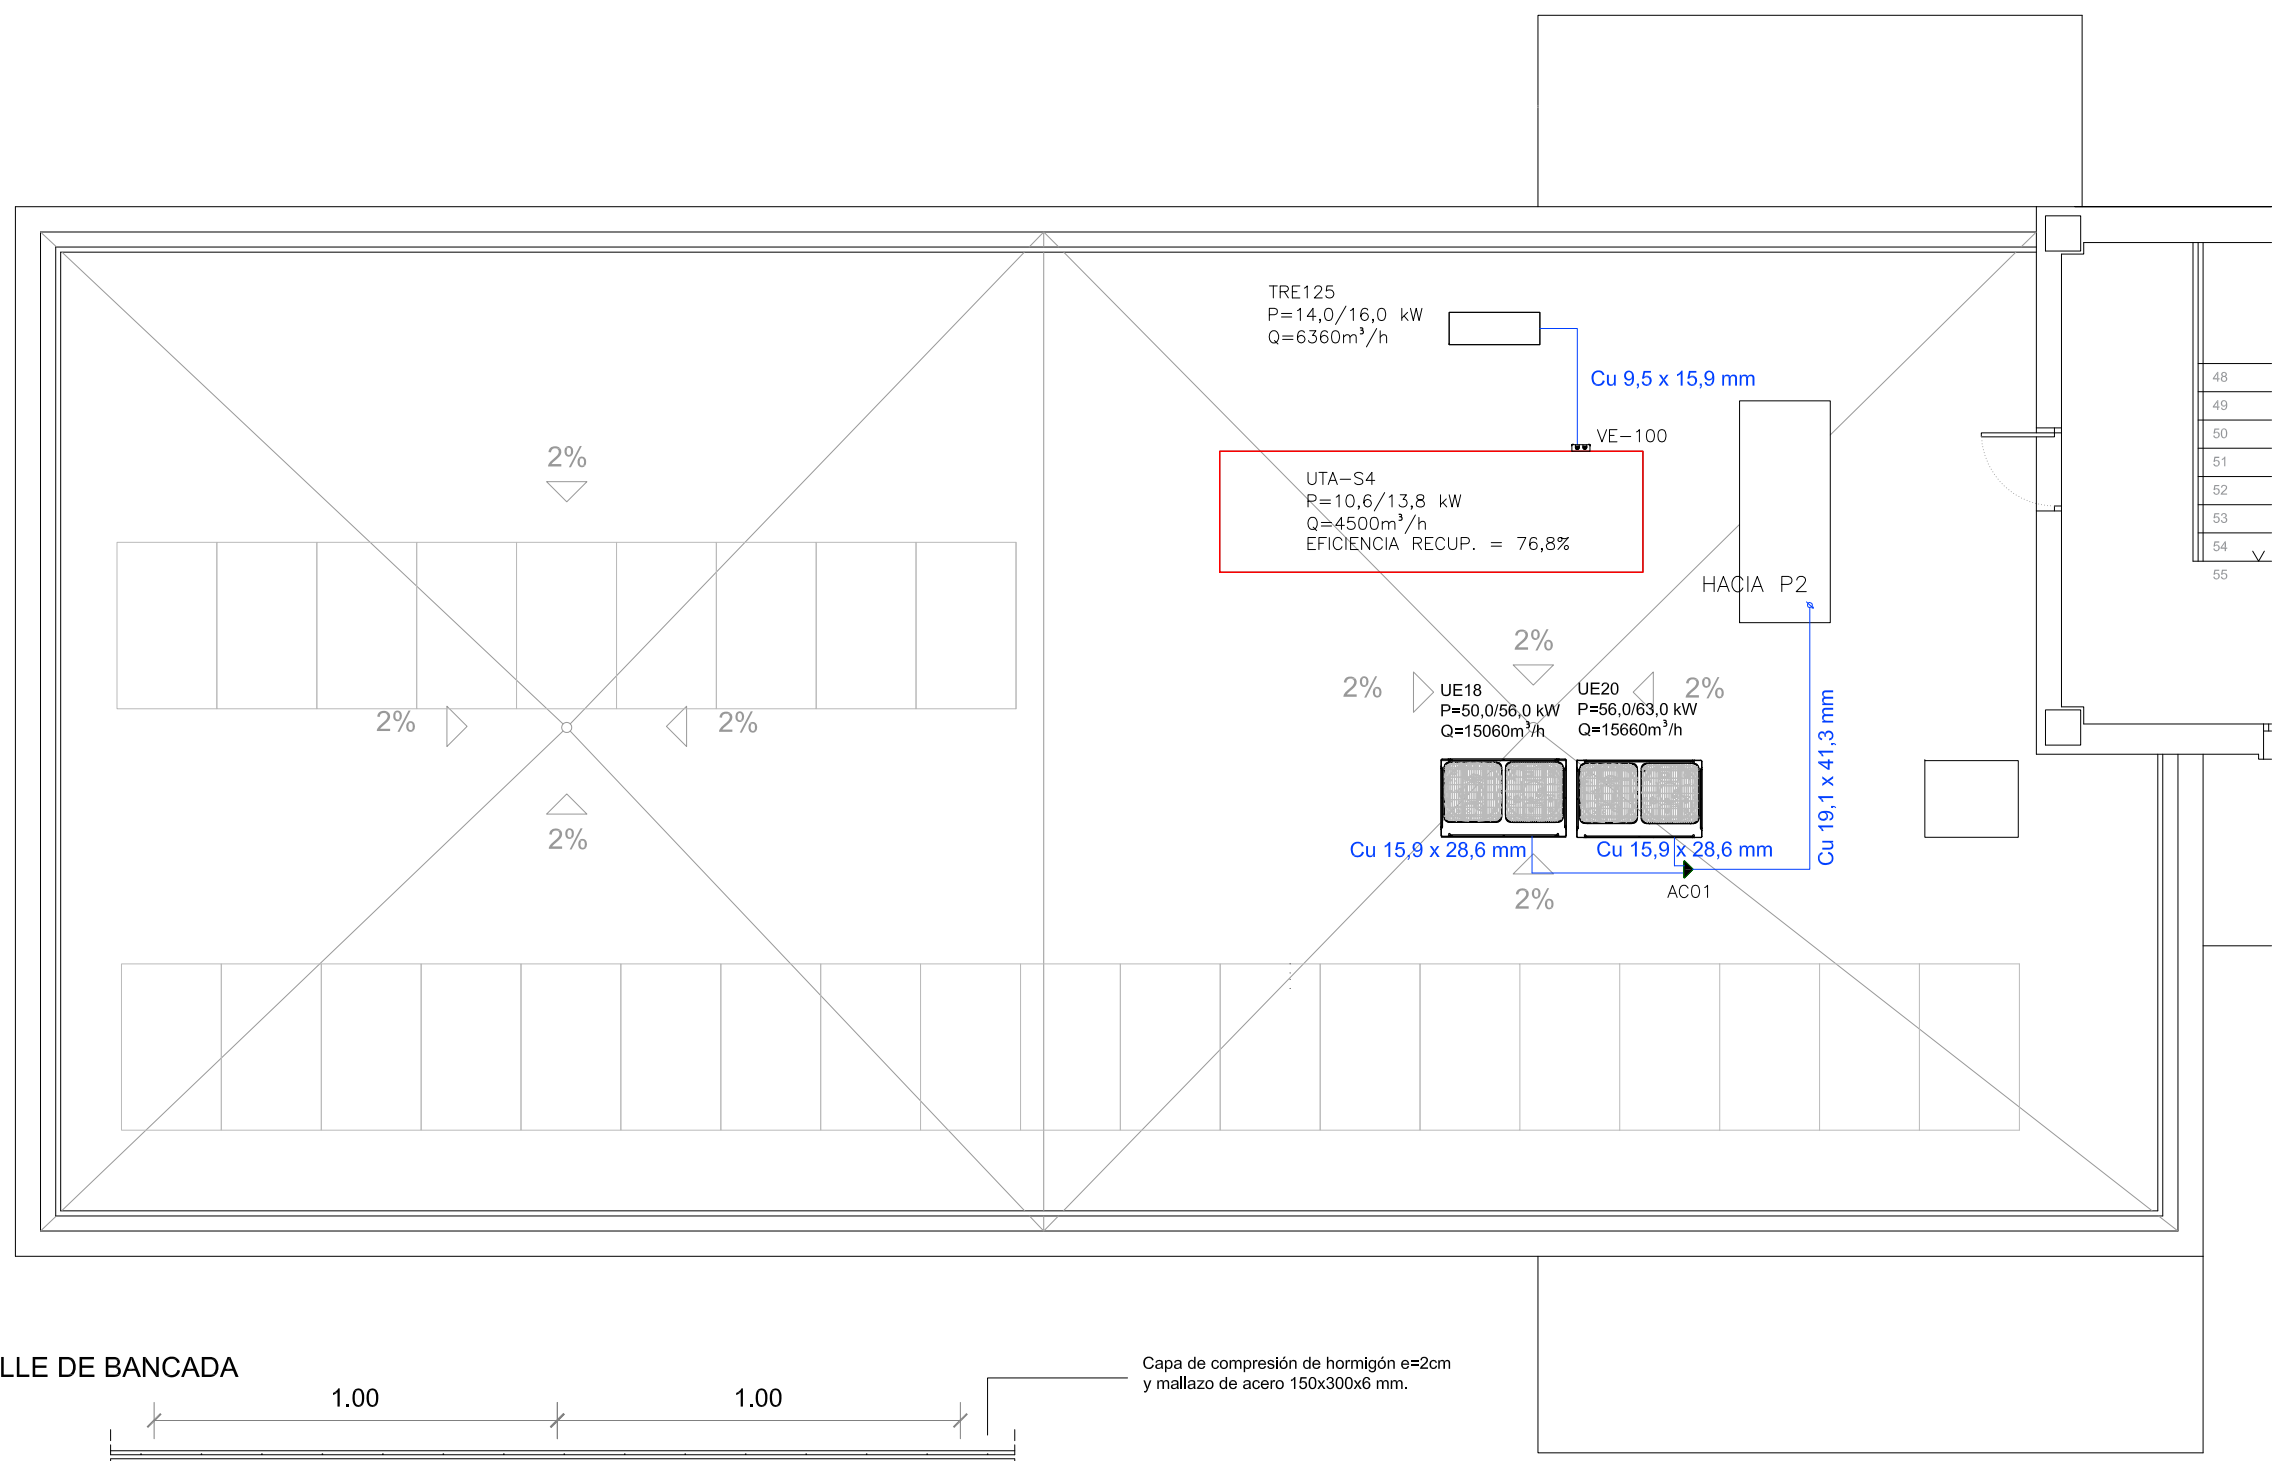 TRE125
P=14,0/16,0 kW
Q=6360m³/h
Cu 9,5 x 15,9 mm
VE-100
UTA-S4
P=10,6/13,8 kW
Q=4500m³/h
EFICIENCIA RECUP. = 76,8%
HACIA P2
48
49
50
51
52
53
54
55
2%
2%
2%
2%
2%
2%
2%
2%
UE18
P=50,0/56,0 kW
Q=15060m³/h
UE20
P=56,0/63,0 kW
Q=15660m³/h
Cu 19,1 x 41,3 mm
Cu 15,9 x 28,6 mm
Cu 15,9 x 28,6 mm
AC01
LLE DE BANCADA
1.00
1.00
Capa de compresión de hormigón e=2cm
y mallazo de acero 150x300x6 mm.